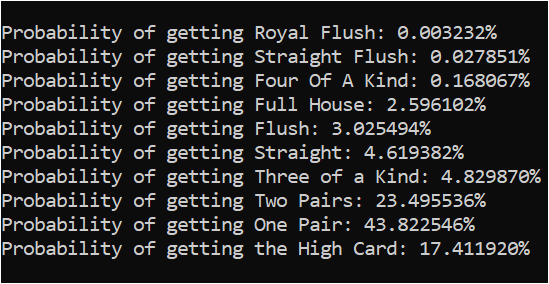 Probability of getting Royal Flush: 0.003232%
Probability of getting Straight Flush: 0.027851%
Probability of getting Four Of A Kind: 0.168067%
Probability of getting Full House: 2.596102%
Probability of getting Flush: 3.025494%
Probability of getting Straight: 4.619382%
Probability of getting Three of a Kind: 4.829870%
Probability of getting Two Pairs: 23.495536%
Probability of getting One Pair: 43.822546%
Probability of getting the High Card: 17.411920%